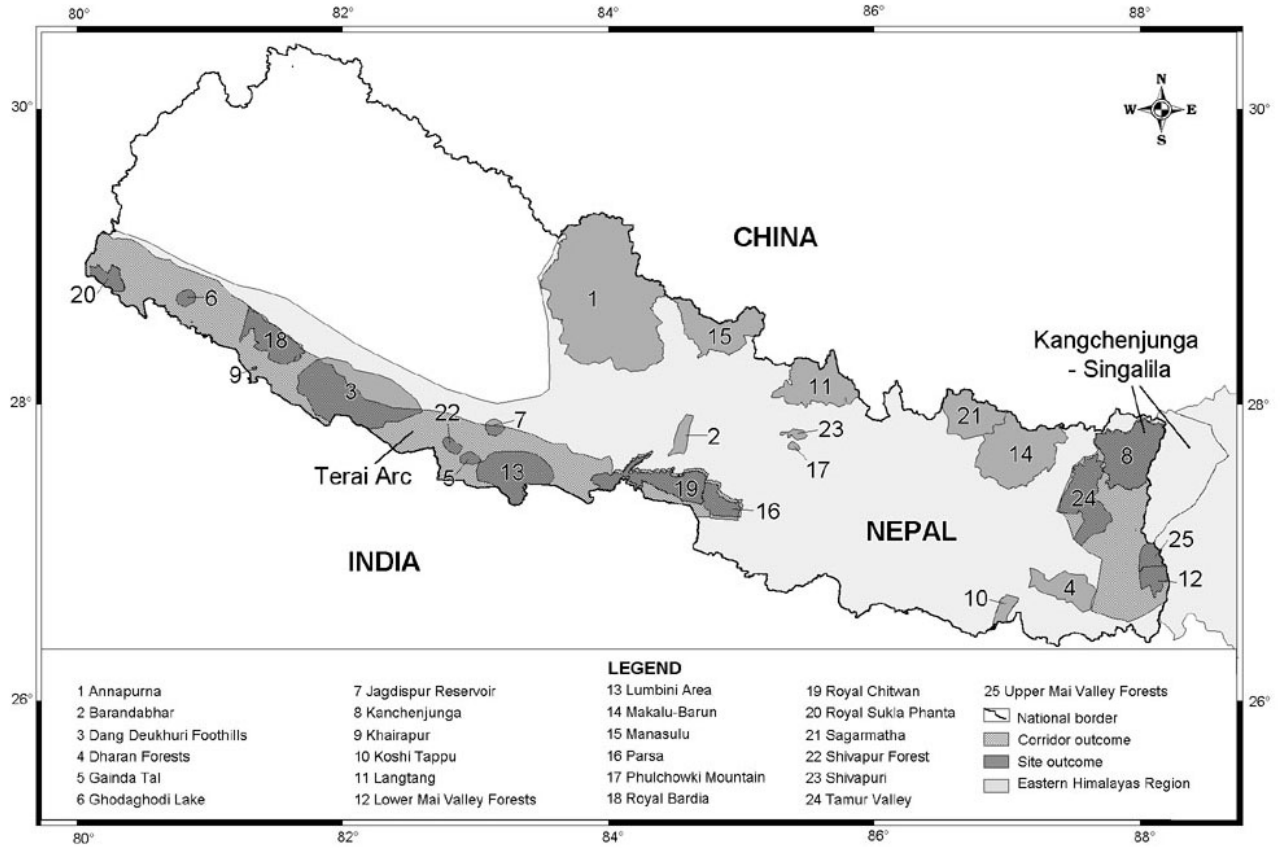 80° 82° 84° 86° 88°
N
W E
S
30° 30°
CHINA
1
20
6
15
Kangchenjunga
- Singalila
18
9
11
28° 28°
3
22
7
2
23
21
17
14
8
Terai Arc
5
13
19
24
16
NEPAL
25
INDIA
12
4
10
LEGEND
1 Annapurna
2 Barandabhar
3 Dang Deukhuri Foothills
4 Dharan Forests
5 Gainda Tal
6 Ghodaghodi Lake
7 Jagdispur Reservoir
8 Kanchenjunga
9 Khairapur
10 Koshi Tappu
11 Langtang
12 Lower Mai Valley Forests
13 Lumbini Area
14 Makalu-Barun
15 Manasulu
16 Parsa
17 Phulchowki Mountain
18 Royal Bardia
19 Royal Chitwan
20 Royal Sukla Phanta
21 Sagarmatha
22 Shivapur Forest
23 Shivapuri
24 Tamur Valley
25 Upper Mai Valley Forests
National border
Corridor outcome
Site outcome
Eastern Himalayas Region
26° 26°
80° 82° 84° 86° 88°